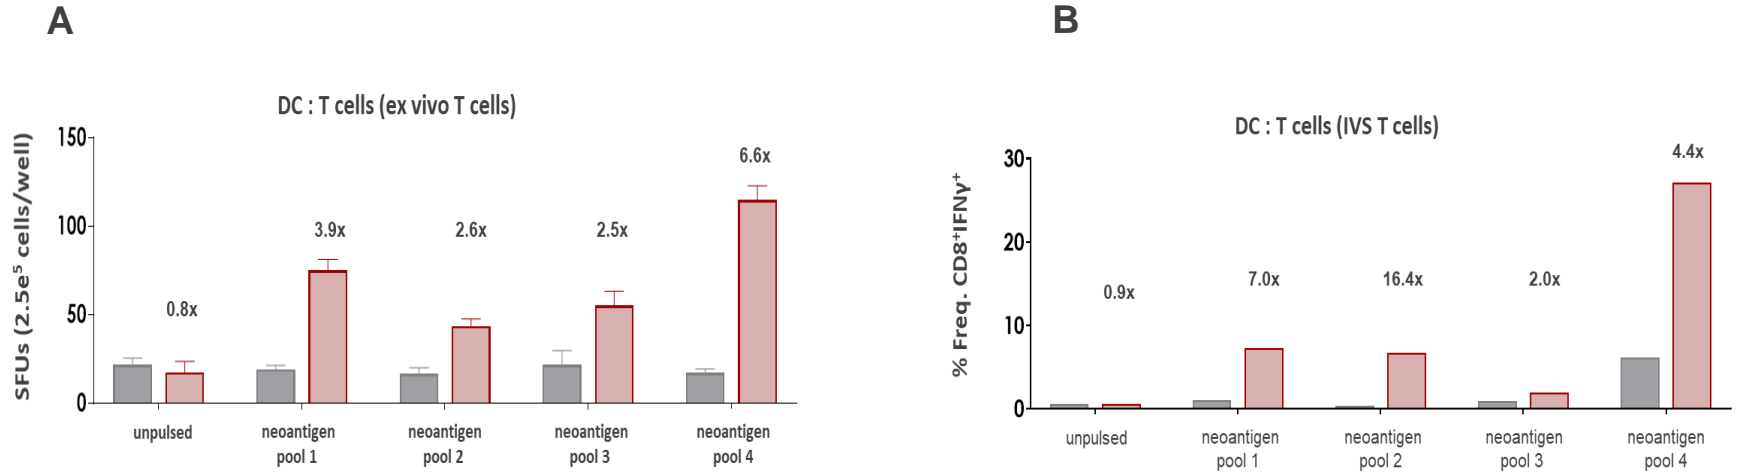 A
DC : T cells (ex vivo T cells)
SFUs (2.5e⁵ cells/well)
150
100
50
0
0.8x
3.9x
2.6x
2.5x
6.6x
unpulsed
neoantigen
pool 1
neoantigen
pool 2
neoantigen
pool 3
neoantigen
pool 4
B
DC : T cells (IVS T cells)
% Freq. CD8⁺IFNγ⁺
30
20
10
0
0.9x
7.0x
16.4x
2.0x
4.4x
unpulsed
neoantigen
pool 1
neoantigen
pool 2
neoantigen
pool 3
neoantigen
pool 4